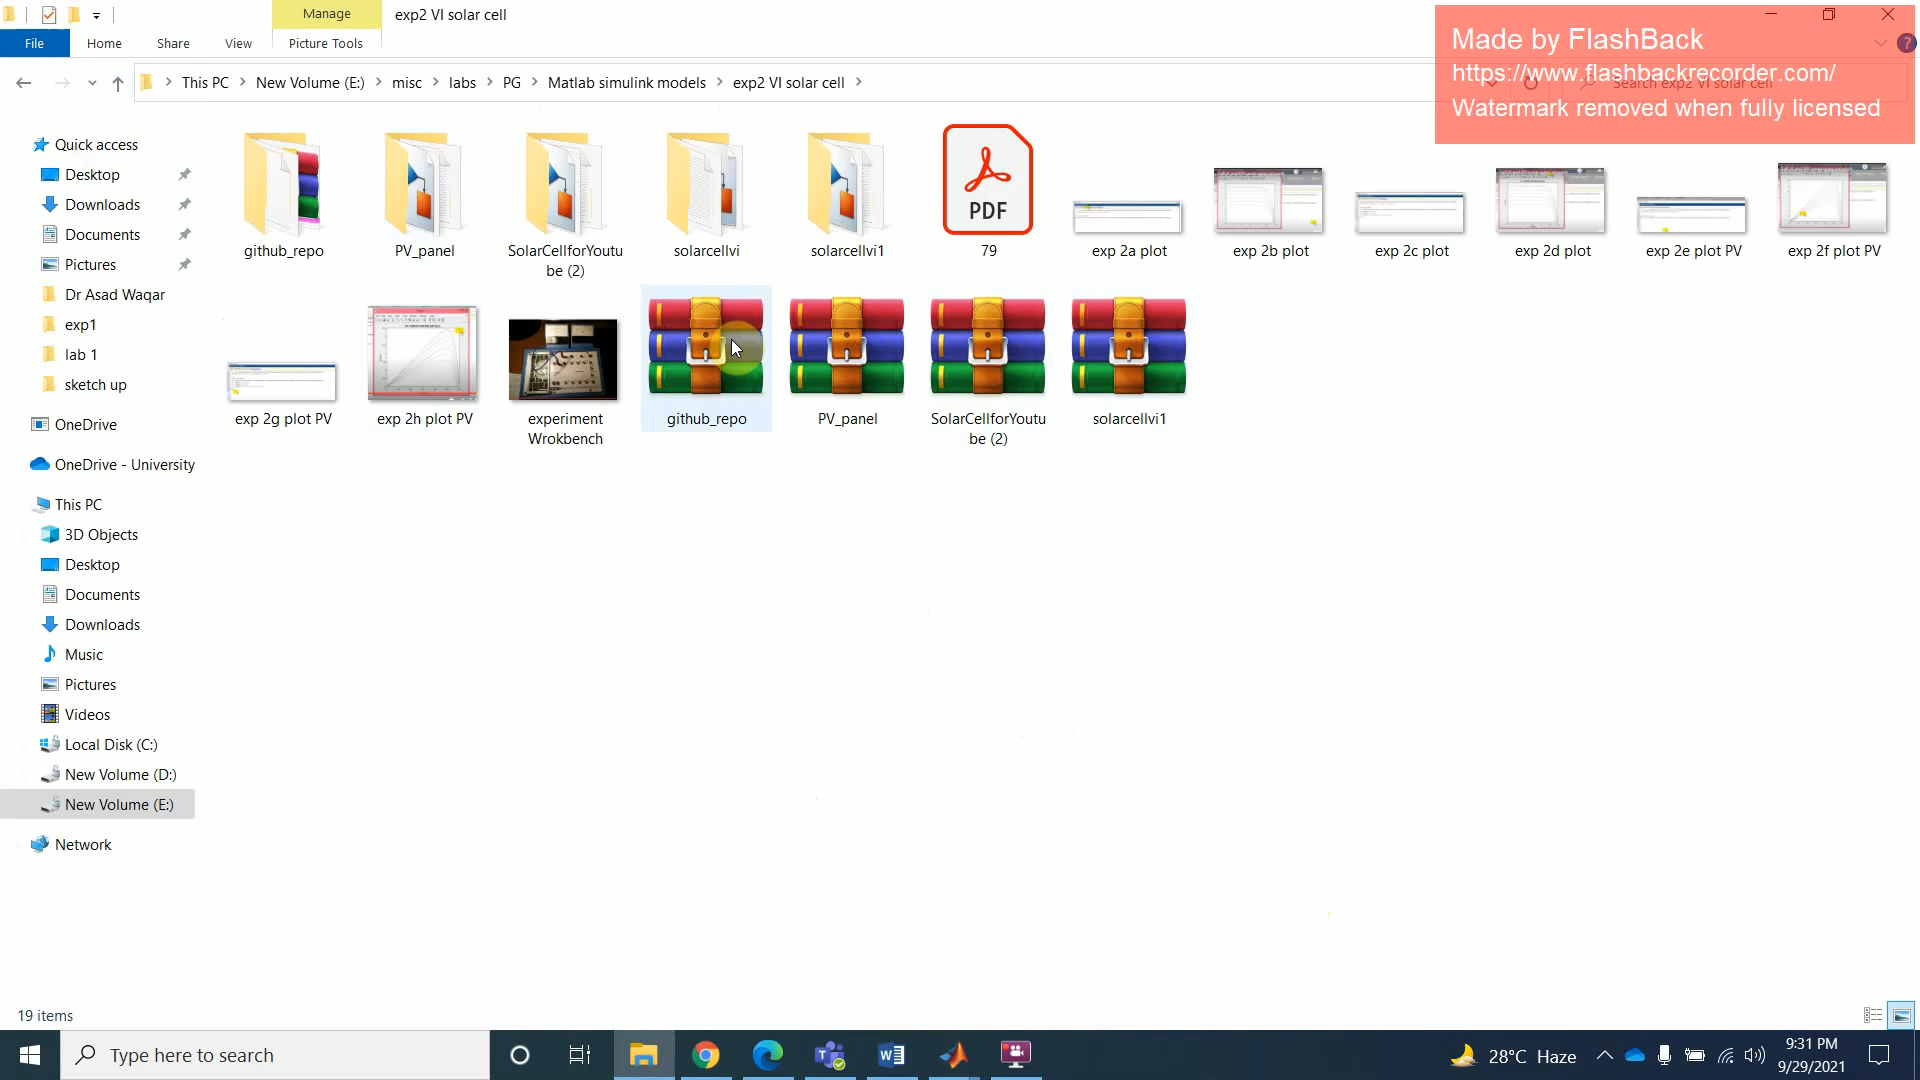 Manage
exp2 VI solar cell
File
Home
Share
View
Picture Tools
Made by FlashBack
https://www.flashbackrecorder.com/
Watermark removed when fully licensed
This PC
New Volume (E:)
misc
labs
PG
Matlab simulink models
exp2 VI solar cell
Search exp2 VI solar cell
Quick access
Desktop
Downloads
Documents
Pictures
Dr Asad Waqar
exp1
lab 1
sketch up
OneDrive
OneDrive - University
This PC
3D Objects
Desktop
Documents
Downloads
Music
Pictures
Videos
Local Disk (C:)
New Volume (D:)
New Volume (E:)
Network
PDF
github_repo
PV_panel
SolarCellforYoutu
be (2)
solarcellvi
solarcellvi1
79
exp 2a plot
exp 2b plot
exp 2c plot
exp 2d plot
exp 2e plot PV
exp 2f plot PV
exp 2g plot PV
exp 2h plot PV
experiment
Wrokbench
github_repo
PV_panel
SolarCellforYoutu
be (2)
solarcellvi1
19 items
Type here to search
28°C Haze
9:31 PM
9/29/2021